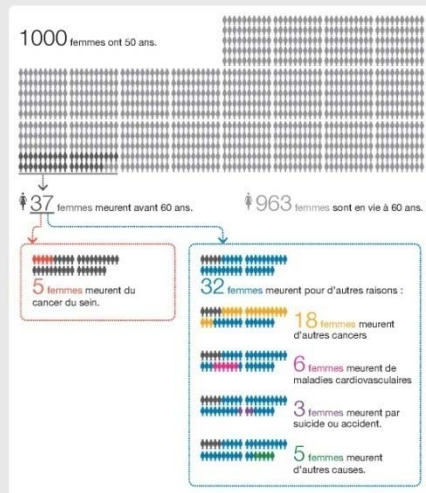 1000 femmes ont 50 ans.
37 femmes meurent avant 60 ans.
963 femmes sont en vie à 60 ans.
5 femmes meurent du
cancer du sein.
32 femmes meurent pour d'autres raisons :
18 femmes meurent
d'autres cancers
6 femmes meurent de
maladies cardiovasculaires
3 femmes meurent par
suicide ou accident.
5 femmes meurent
d'autres causes.